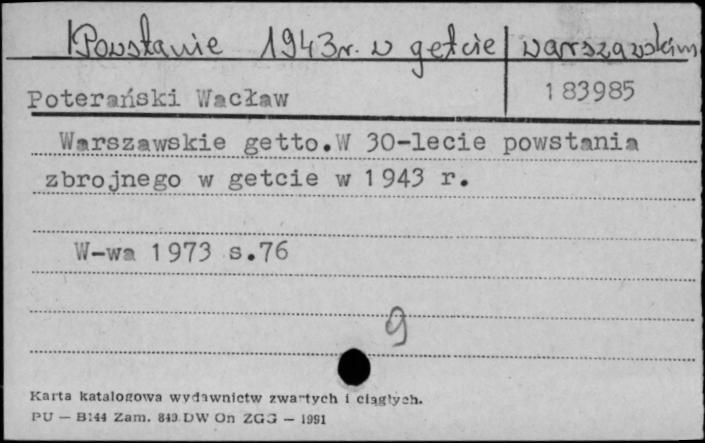 Powstanie 1943 r. w getcie warszawskim
Poterański Wacław 183985
Warszawskie getto.W 30-lecie powstania
zbrojnego w getcie w 1943 r.
W-wa 1973 s.76
9
Karta katalogowa wydawnictw zwartych i ciągłych.
PU — B144 Zam. 849 DW On ZGG — 1991